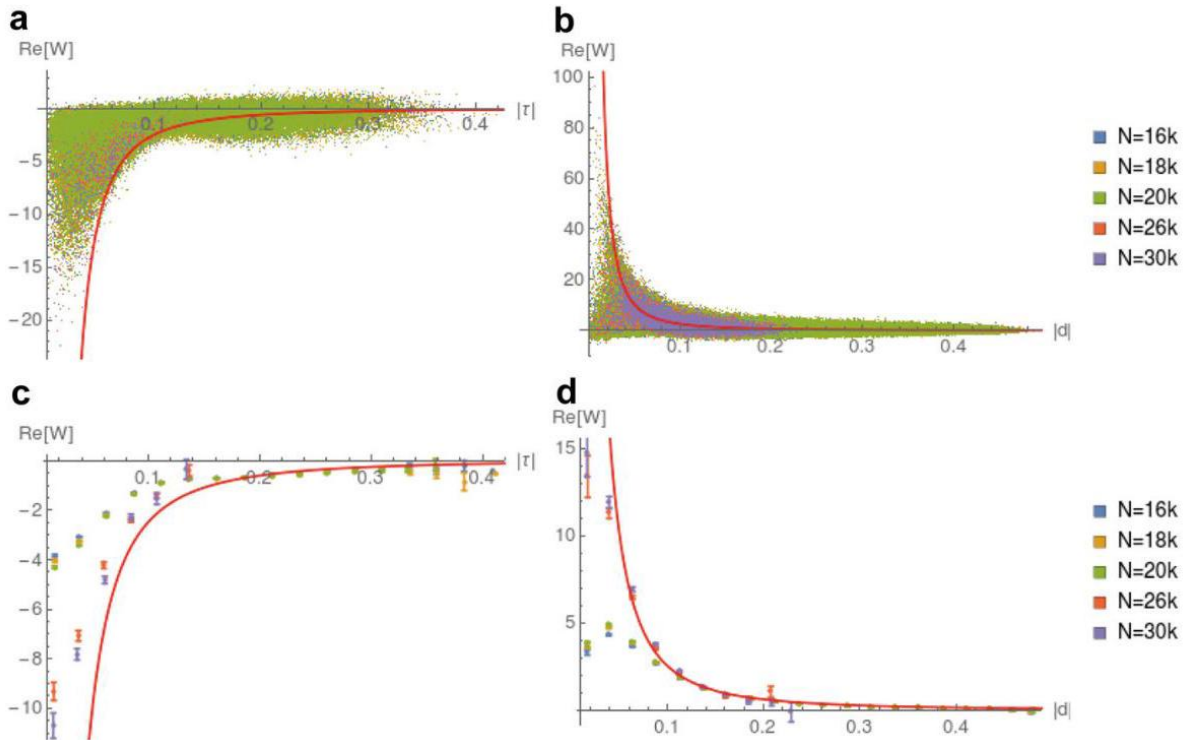 a
Re[W]
|τ|
0.1
0.2
0.3
0.4
−5
−10
−15
−20
b
Re[W]
100
80
60
40
20
|d|
0.1
0.2
0.3
0.4
N=16k
N=18k
N=20k
N=26k
N=30k
c
Re[W]
|τ|
0.1
0.2
0.3
0.4
−2
−4
−6
−8
−10
d
Re[W]
15
10
5
|d|
0.1
0.2
0.3
0.4
N=16k
N=18k
N=20k
N=26k
N=30k